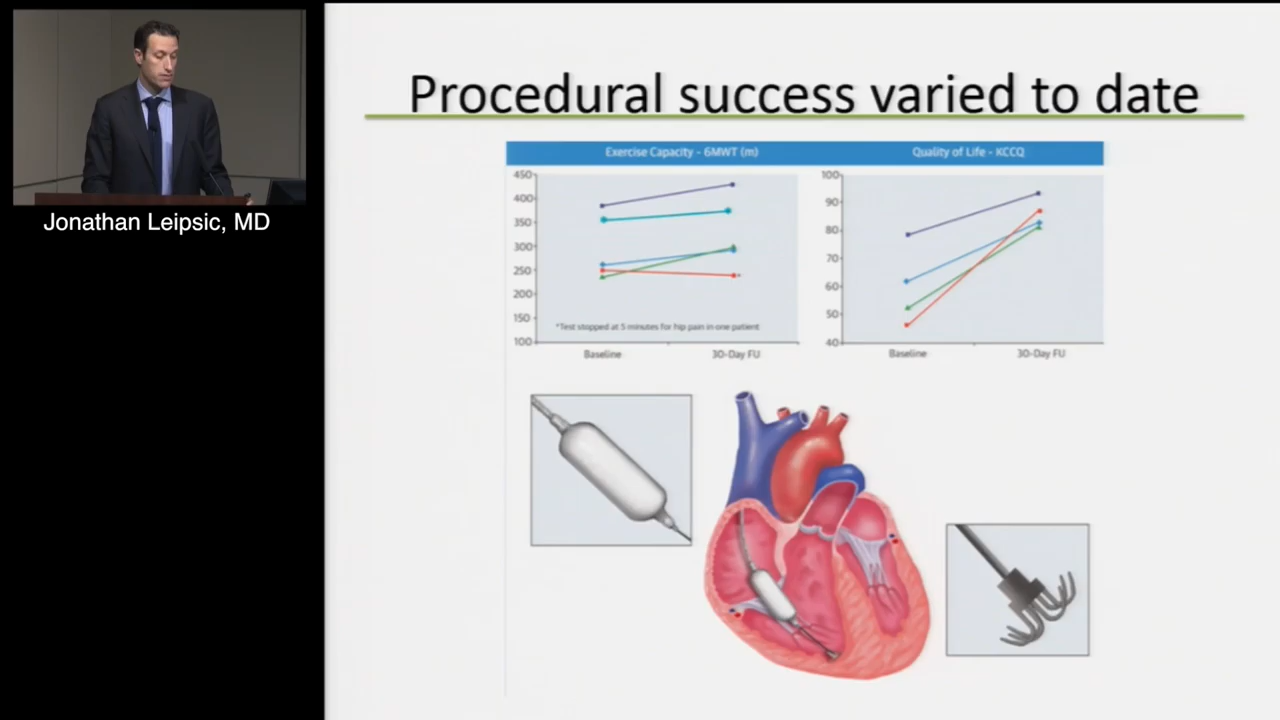 Jonathan Leipsic, MD
Procedural success varied to date
Exercise Capacity - 6MWT (m)
450
400
350
300
250
200
150
100
*Test stopped at 5 minutes for hip pain in one patient
Baseline
30-Day FU
Quality of Life - KCCQ
100
90
80
70
60
50
40
Baseline
30-Day FU